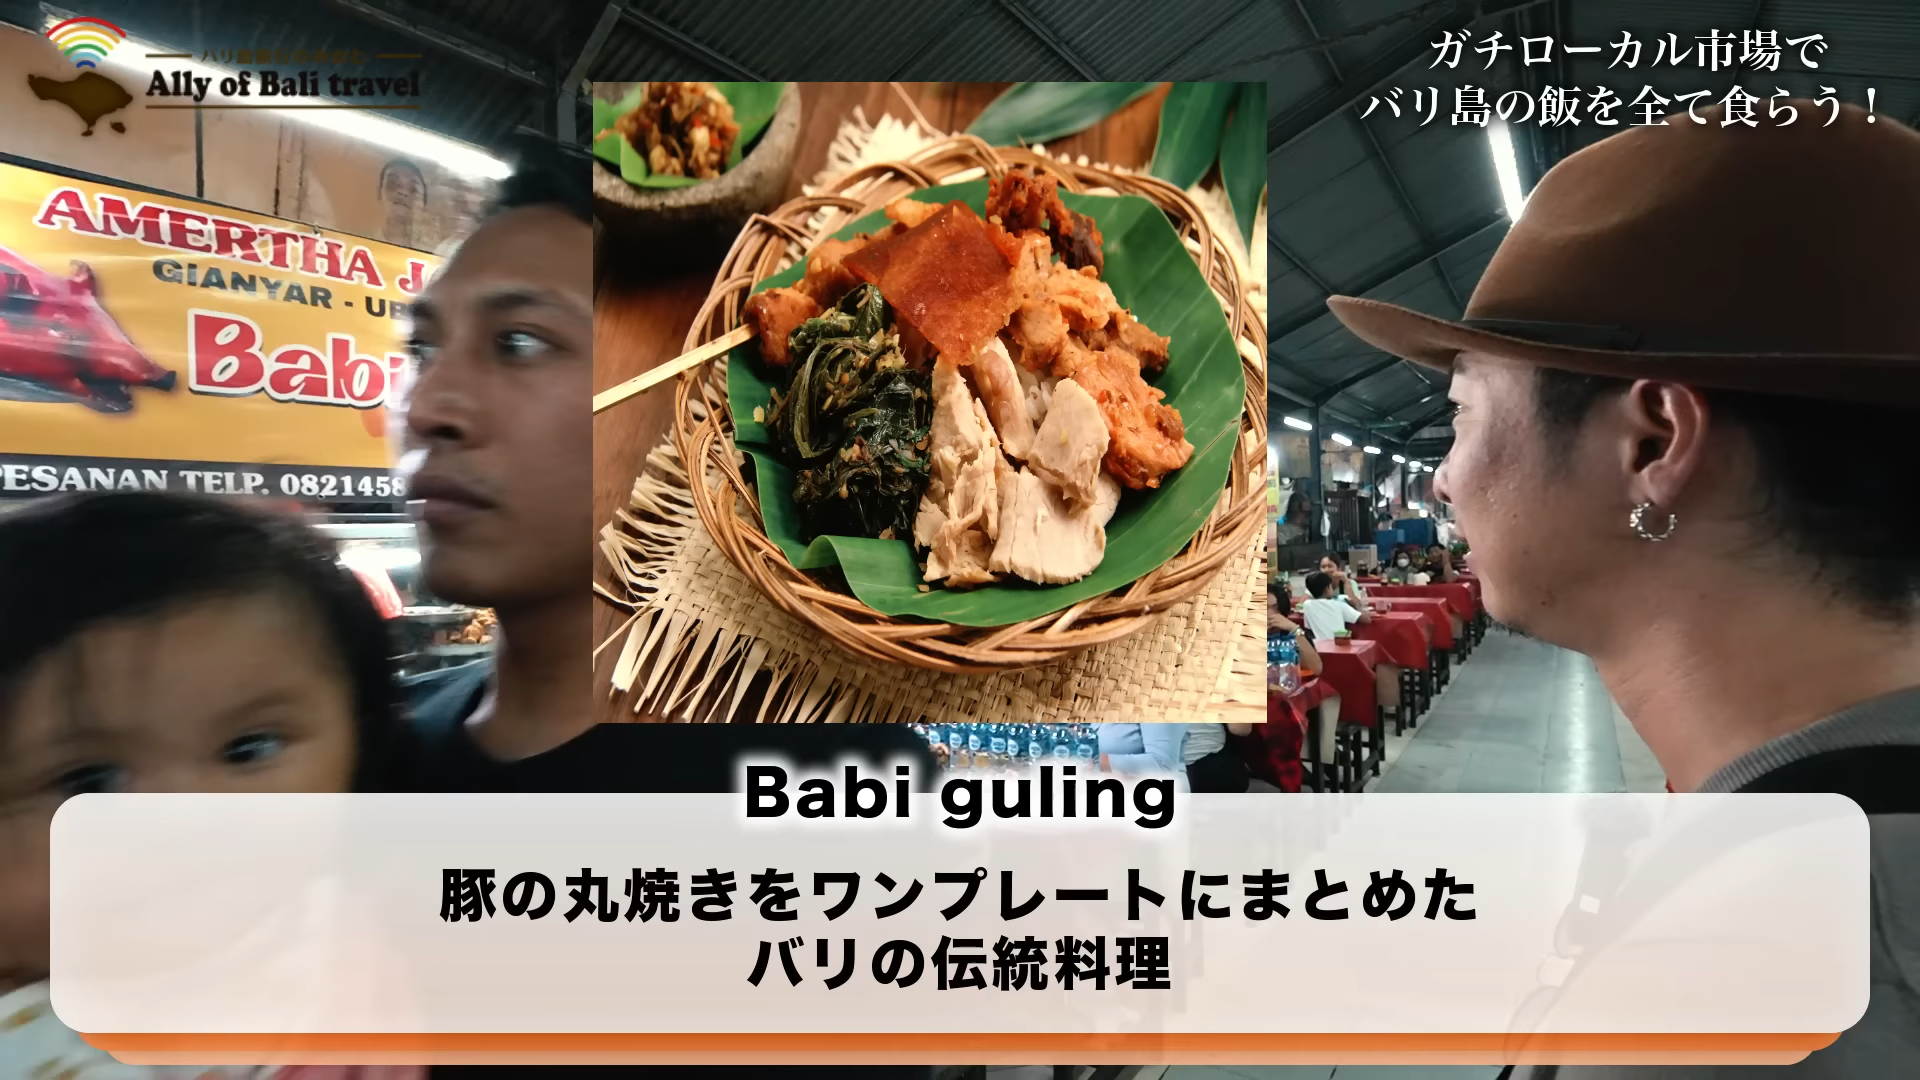 Ally of Bali travel
ガチローカル市場で
バリ島の飯を全て食らう！
AMERTHA J
GIANYAR - UB
Babi
PESANAN TELP. 0821458
Babi guling
豚の丸焼きをワンプレートにまとめた
バリの伝統料理